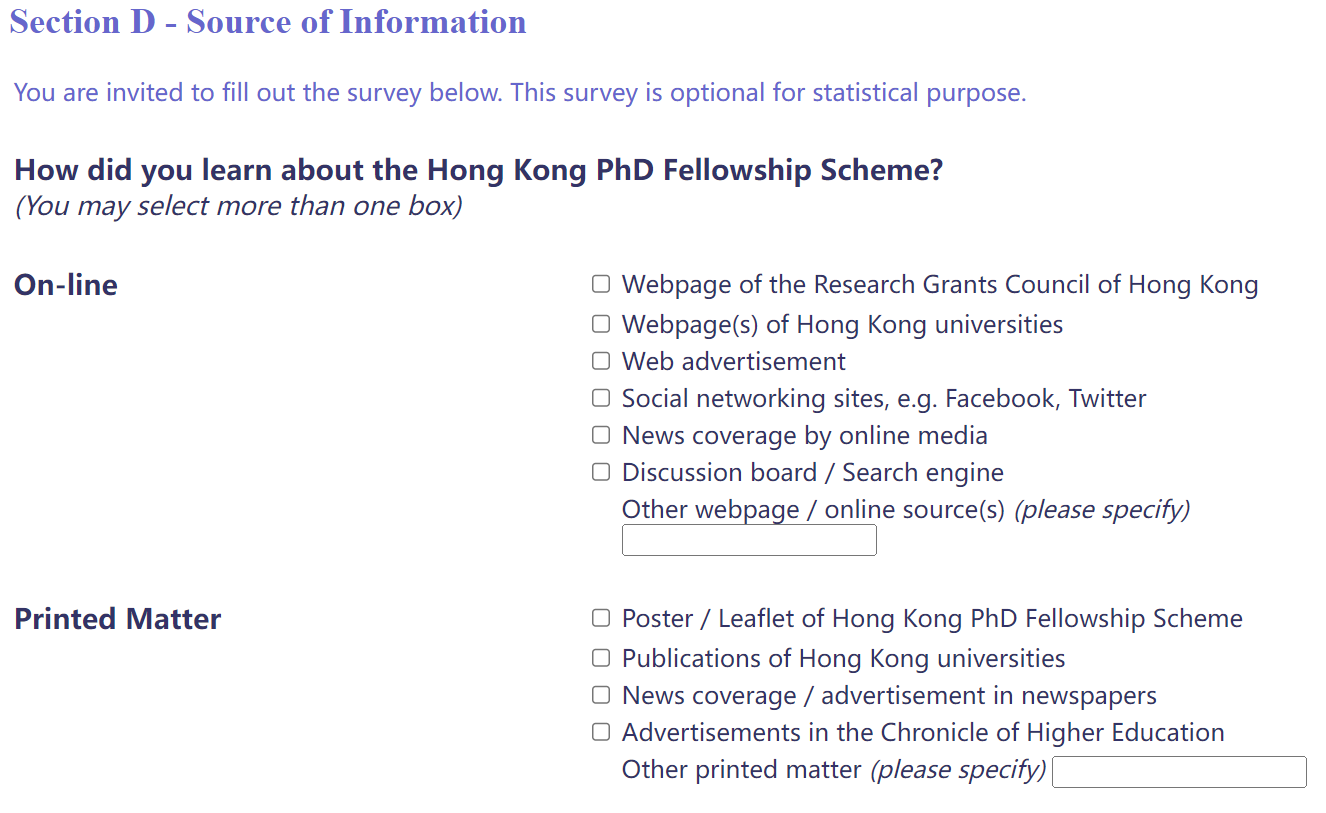 Section D - Source of Information
You are invited to fill out the survey below. This survey is optional for statistical purpose.
How did you learn about the Hong Kong PhD Fellowship Scheme?
(You may select more than one box)
On-line
Webpage of the Research Grants Council of Hong Kong
Webpage(s) of Hong Kong universities
Web advertisement
Social networking sites, e.g. Facebook, Twitter
News coverage by online media
Discussion board / Search engine
Other webpage / online source(s) (please specify)
Printed Matter
Poster / Leaflet of Hong Kong PhD Fellowship Scheme
Publications of Hong Kong universities
News coverage / advertisement in newspapers
Advertisements in the Chronicle of Higher Education
Other printed matter (please specify)